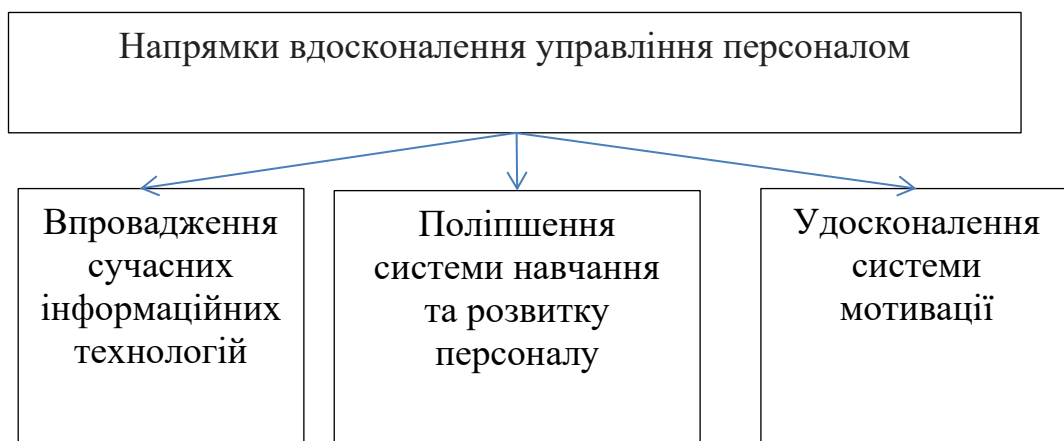 Напрямки вдосконалення управління персоналом
Впровадження
сучасних
інформаційних
технологій
Поліпшення
системи навчання
та розвитку
персоналу
Удосконалення
системи
мотивації